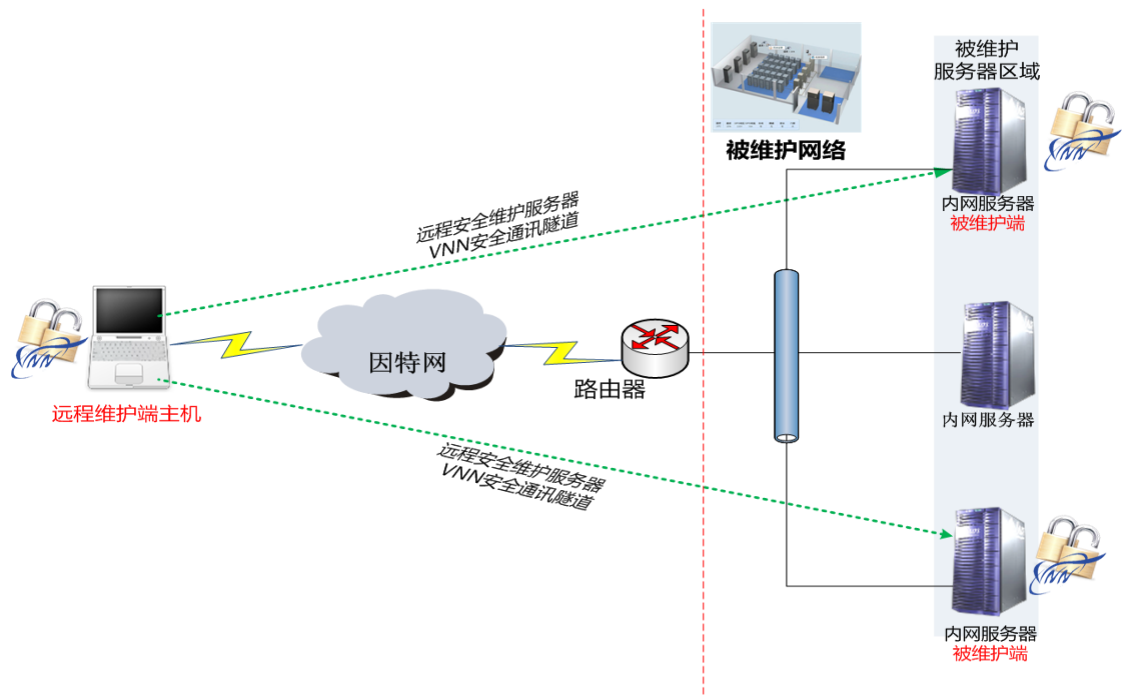 被维护
服务器区域
被维护网络
VNN
内网服务器
被维护端
远程安全维护服务器
VNN安全通讯隧道
VNN
远程维护端主机
因特网
路由器
内网服务器
远程安全维护服务器
VNN安全通讯隧道
VNN
内网服务器
被维护端